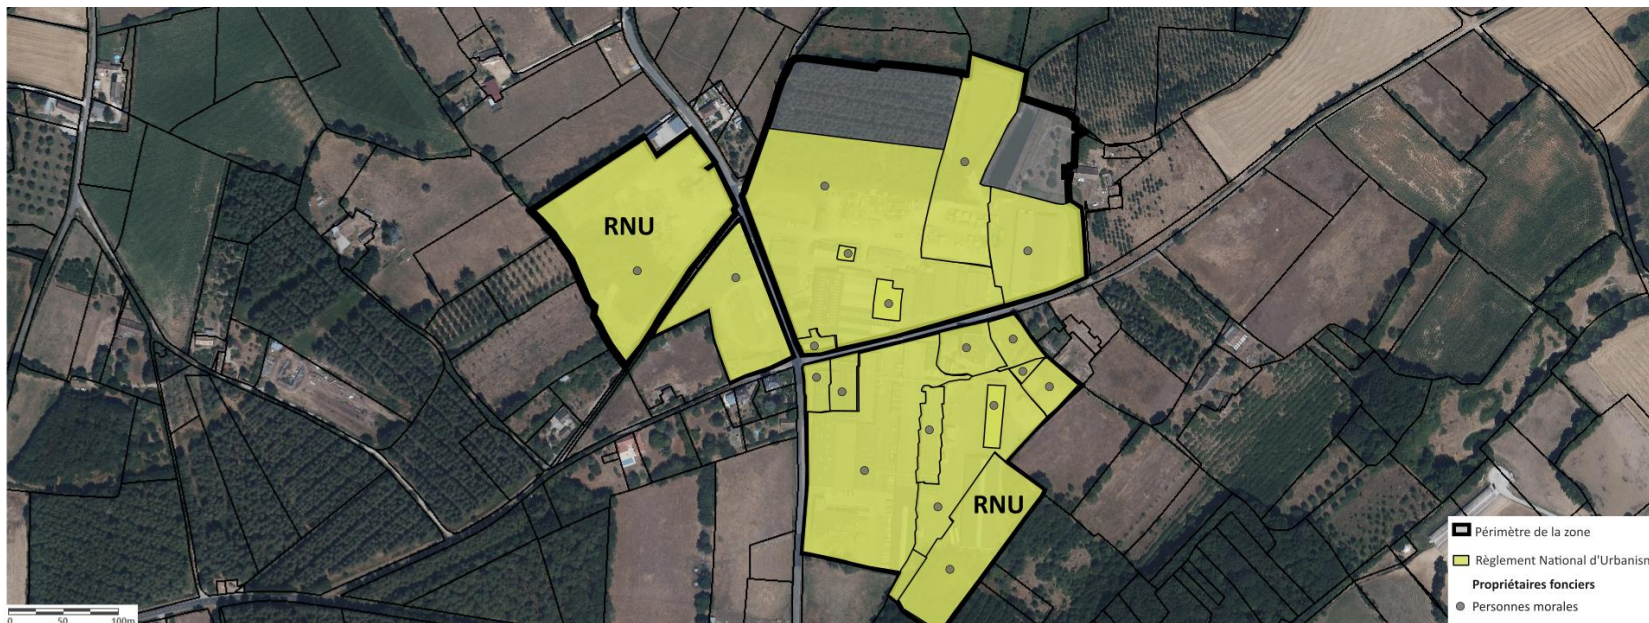 RNU
RNU
Périmètre de la zone
Règlement National d'Urbanism
Propriétaires fonciers
Personnes morales
0 50 100m